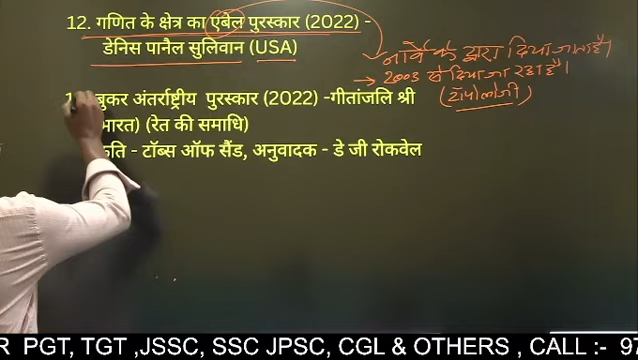 12. गणित के क्षेत्र का एबेल पुरस्कार (2022) -
डेनिस पानैल सुलिवान (USA)
नार्वे के द्वारा दिया जाता है।
→ 2003 से दिया जा रहा है।
(टॉपोलॉजी)
बुकर अंतर्राष्ट्रीय पुरस्कार (2022) -गीतांजलि श्री
भारत) (रेत की समाधि)
कृति - टॉम्ब्स ऑफ सैंड, अनुवादक - डे जी रोकवेल
R PGT, TGT ,JSSC, SSC JPSC, CGL & OTHERS , CALL :- 9